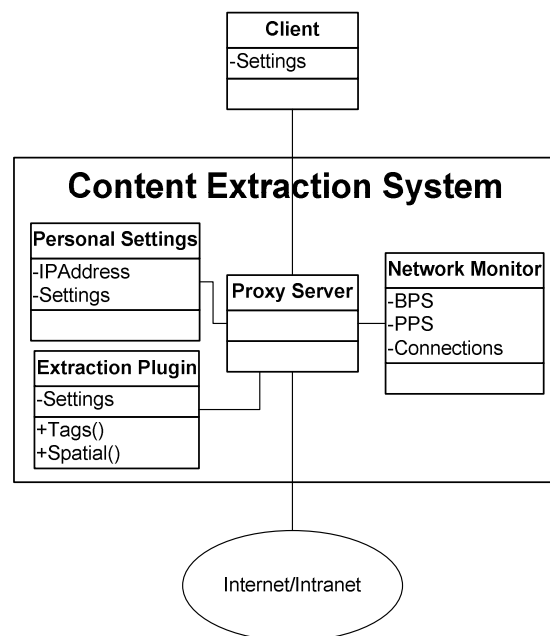 Client
-Settings
Content Extraction System
Personal Settings
-IPAddress
-Settings
Proxy Server
Network Monitor
-BPS
-PPS
-Connections
Extraction Plugin
-Settings
+Tags()
+Spatial()
Internet/Intranet